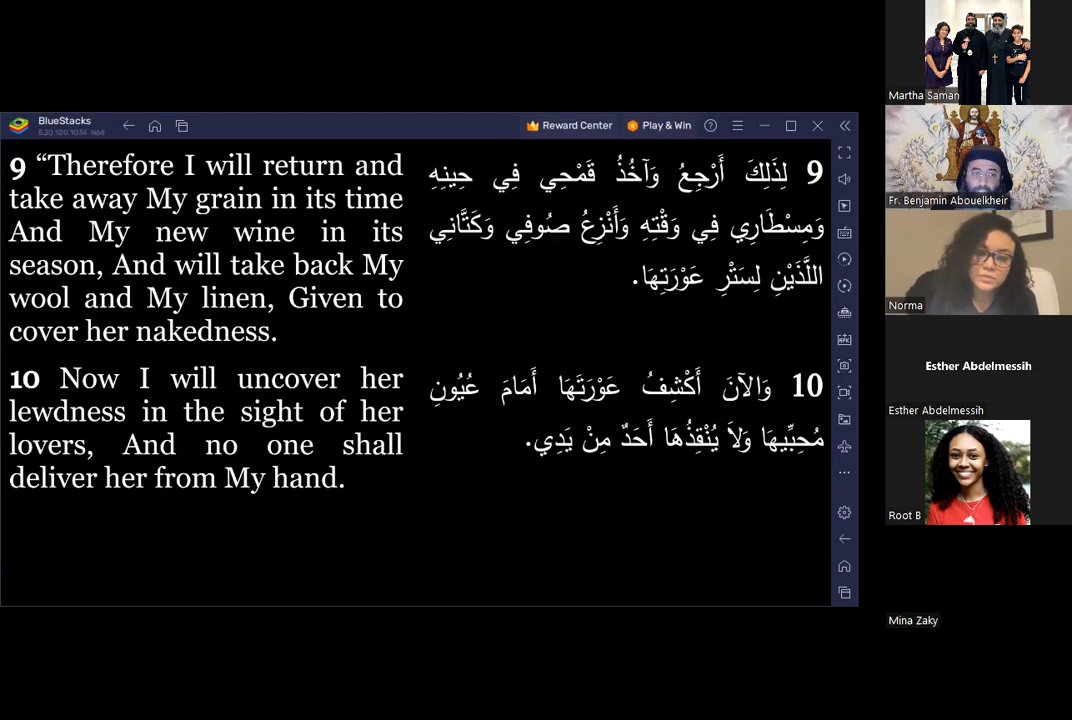 BlueStacks
5.20.100.1034 N64
Reward Center
Play & Win
9 “Therefore I will return and
take away My grain in its time
And My new wine in its
season, And will take back My
wool and My linen, Given to
cover her nakedness.
10 Now I will uncover her
lewdness in the sight of her
lovers, And no one shall
deliver her from My hand.
9 لِذَلِكَ أَرْجِعُ وَآخُذُ قَمْحِي فِي حِينِهِ
وَمِسْطَارِي فِي وَقْتِهِ وَأَنْزِعُ صُوفِي وَكَتَّانِي
اللَّذَيْنِ لِسَتْرِ عَوْرَتِهَا.
10 وَالآنَ أَكْشِفُ عَوْرَتَهَا أَمَامَ عُيُونِ
مُحِبِّيهَا وَلاَ يُنْقِذُهَا أَحَدٌ مِنْ يَدِي.
Martha Saman
Fr. Benjamin Abouelkheir
Norma
Esther Abdelmessih
Esther Abdelmessih
Root B
Mina Zaky